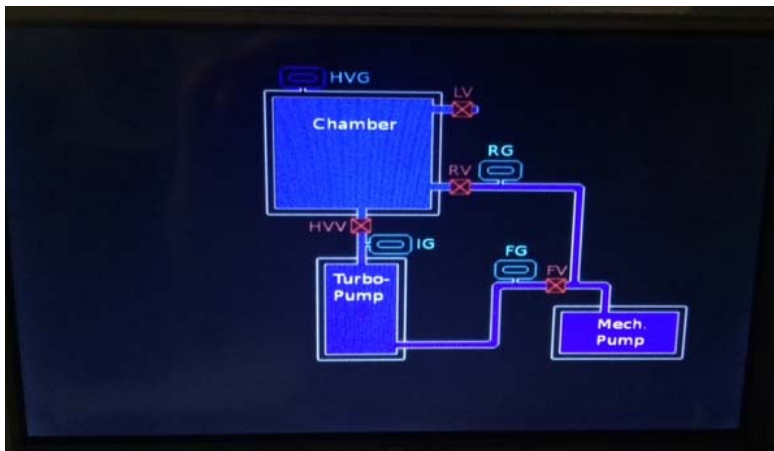 HVG
LV
Chamber
RG
RV
HVV
IG
FG
FV
Turbo-
Pump
Mech.
Pump